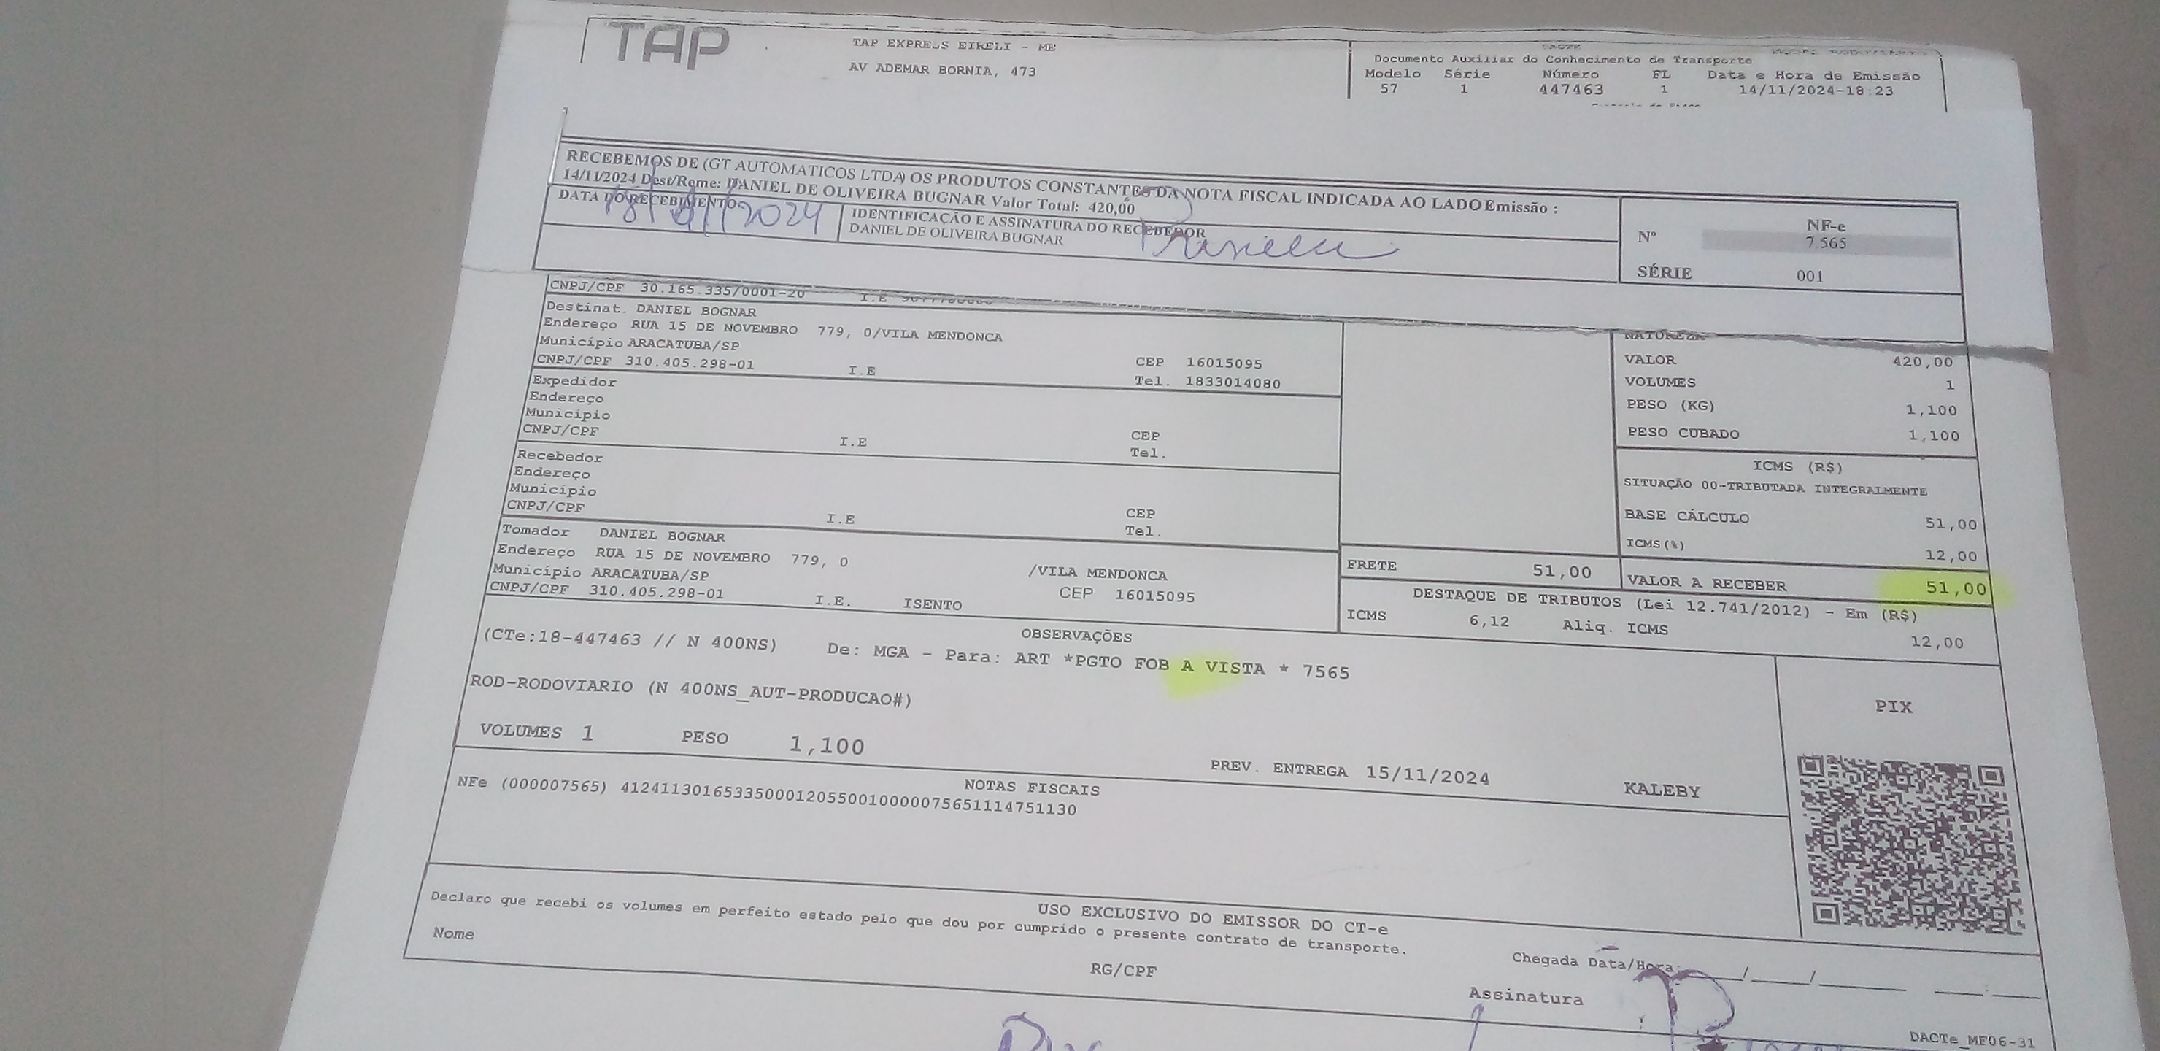 TAP
TAP EXPRESS EIRELI - ME
AV ADEMAR BORNIA, 473
Documento Auxiliar do Conhecimento de Transporte
Modelo Série Número FL Data e Hora de Emissão
57 1 447463 1 14/11/2024-18:23
RECEBEMOS DE (GT AUTOMATICOS LTDA) OS PRODUTOS CONSTANTES DA NOTA FISCAL INDICADA AO LADO Emissão :
14/11/2024 Dest/Reme: DANIEL DE OLIVEIRA BUGNAR Valor Total: 420,00
DATA DO RECEBIMENTO
IDENTIFICAÇÃO E ASSINATURA DO RECEBEDOR
DANIEL DE OLIVEIRA BUGNAR
NF-e
Nº 7.565
SÉRIE 001
CNPJ/CPF 30.165.335/0001-20 I.E
Destinat. DANIEL BOGNAR
Endereço RUA 15 DE NOVEMBRO 779, 0/VILA MENDONCA
Município ARACATUBA/SP CEP 16015095
CNPJ/CPF 310.405.298-01 I.E Tel. 1833014080
Expedidor
Endereço
Município CEP
CNPJ/CPF I.E Tel.
Recebedor
Endereço
Município CEP
CNPJ/CPF I.E Tel.
Tomador DANIEL BOGNAR
Endereço RUA 15 DE NOVEMBRO 779, 0 /VILA MENDONCA
Município ARACATUBA/SP CEP 16015095
CNPJ/CPF 310.405.298-01 I.E. ISENTO
NATUREZA
VALOR 420,00
VOLUMES 1
PESO (KG) 1,100
PESO CUBADO 1,100
ICMS (R$)
SITUAÇÃO 00-TRIBUTADA INTEGRALMENTE
BASE CÁLCULO 51,00
ICMS(%) 12,00
FRETE 51,00 VALOR A RECEBER 51,00
DESTAQUE DE TRIBUTOS (Lei 12.741/2012) - Em (R$)
ICMS 6,12 Aliq. ICMS 12,00
OBSERVAÇÕES
(CTe:18-447463 // N 400NS) De: MGA - Para: ART *PGTO FOB A VISTA * 7565
ROD-RODOVIARIO (N 400NS_AUT-PRODUCAO#)
VOLUMES 1 PESO 1,100 PREV. ENTREGA 15/11/2024 KALEBY
PIX
NOTAS FISCAIS
NFe (000007565) 41241130165335000120550010000075651114751130
USO EXCLUSIVO DO EMISSOR DO CT-e
Declaro que recebi os volumes em perfeito estado pelo que dou por cumprido o presente contrato de transporte.
Nome RG/CPF Assinatura Chegada Data/Hora
DACTe_ME06-31